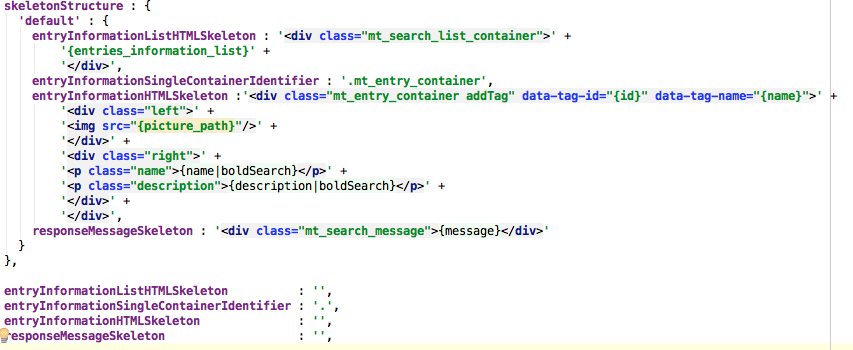 skeletonStructure : {
  'default' : {
    entryInformationListHTMLSkeleton : '<div class="mt_search_list_container">' +
        '{entries_information_list}' +
        '</div>',
    entryInformationSingleContainerIdentifier : '.mt_entry_container',
    entryInformationHTMLSkeleton :'<div class="mt_entry_container addTag" data-tag-id="{id}" data-tag-name="{name}">' +
        '<div class="left">' +
        '<img src="{picture_path}"/>' +
        '</div>' +
        '<div class="right">' +
        '<p class="name">{name|boldSearch}</p>' +
        '<p class="description">{description|boldSearch}</p>' +
        '</div>' +
        '</div>',
    responseMessageSkeleton : '<div class="mt_search_message">{message}</div>'
  }
},

entryInformationListHTMLSkeleton          : '',
entryInformationSingleContainerIdentifier : '.',
entryInformationHTMLSkeleton              : '',
responseMessageSkeleton                   : '',